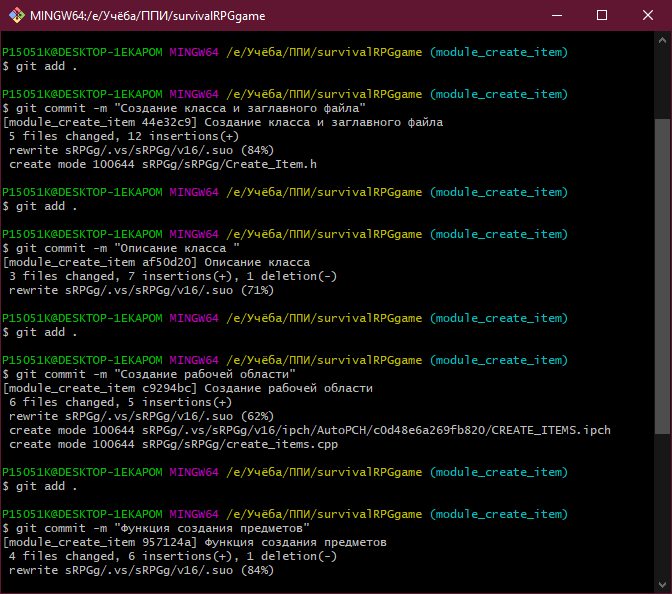 MINGW64:/e/Учёба/ППИ/survivalRPGgame
P15051K@DESKTOP-1EKAPOM MINGW64 /e/Учёба/ППИ/survivalRPGgame (module_create_item)
$ git add .
P15051K@DESKTOP-1EKAPOM MINGW64 /e/Учёба/ППИ/survivalRPGgame (module_create_item)
$ git commit -m "Создание класса и заглавного файла"
[module_create_item 44e32c9] Создание класса и заглавного файла
5 files changed, 12 insertions(+)
rewrite sRPGg/.vs/sRPGg/v16/.suo (84%)
create mode 100644 sRPGg/sRPGg/Create_Item.h
P15051K@DESKTOP-1EKAPOM MINGW64 /e/Учёба/ППИ/survivalRPGgame (module_create_item)
$ git add .
P15051K@DESKTOP-1EKAPOM MINGW64 /e/Учёба/ППИ/survivalRPGgame (module_create_item)
$ git commit -m "Описание класса "
[module_create_item af50d20] Описание класса
3 files changed, 7 insertions(+), 1 deletion(-)
rewrite sRPGg/.vs/sRPGg/v16/.suo (71%)
P15051K@DESKTOP-1EKAPOM MINGW64 /e/Учёба/ППИ/survivalRPGgame (module_create_item)
$ git add .
P15051K@DESKTOP-1EKAPOM MINGW64 /e/Учёба/ППИ/survivalRPGgame (module_create_item)
$ git commit -m "Создание рабочей области"
[module_create_item c9294bc] Создание рабочей области
6 files changed, 5 insertions(+)
rewrite sRPGg/.vs/sRPGg/v16/.suo (62%)
create mode 100644 sRPGg/.vs/sRPGg/v16/ipch/AutoPCH/c0d48e6a269fb820/CREATE_ITEMS.ipch
create mode 100644 sRPGg/sRPGg/create_items.cpp
P15051K@DESKTOP-1EKAPOM MINGW64 /e/Учёба/ППИ/survivalRPGgame (module_create_item)
$ git add .
P15051K@DESKTOP-1EKAPOM MINGW64 /e/Учёба/ППИ/survivalRPGgame (module_create_item)
$ git commit -m "Функция создания предметов"
[module_create_item 957124a] Функция создания предметов
4 files changed, 6 insertions(+), 1 deletion(-)
rewrite sRPGg/.vs/sRPGg/v16/.suo (84%)